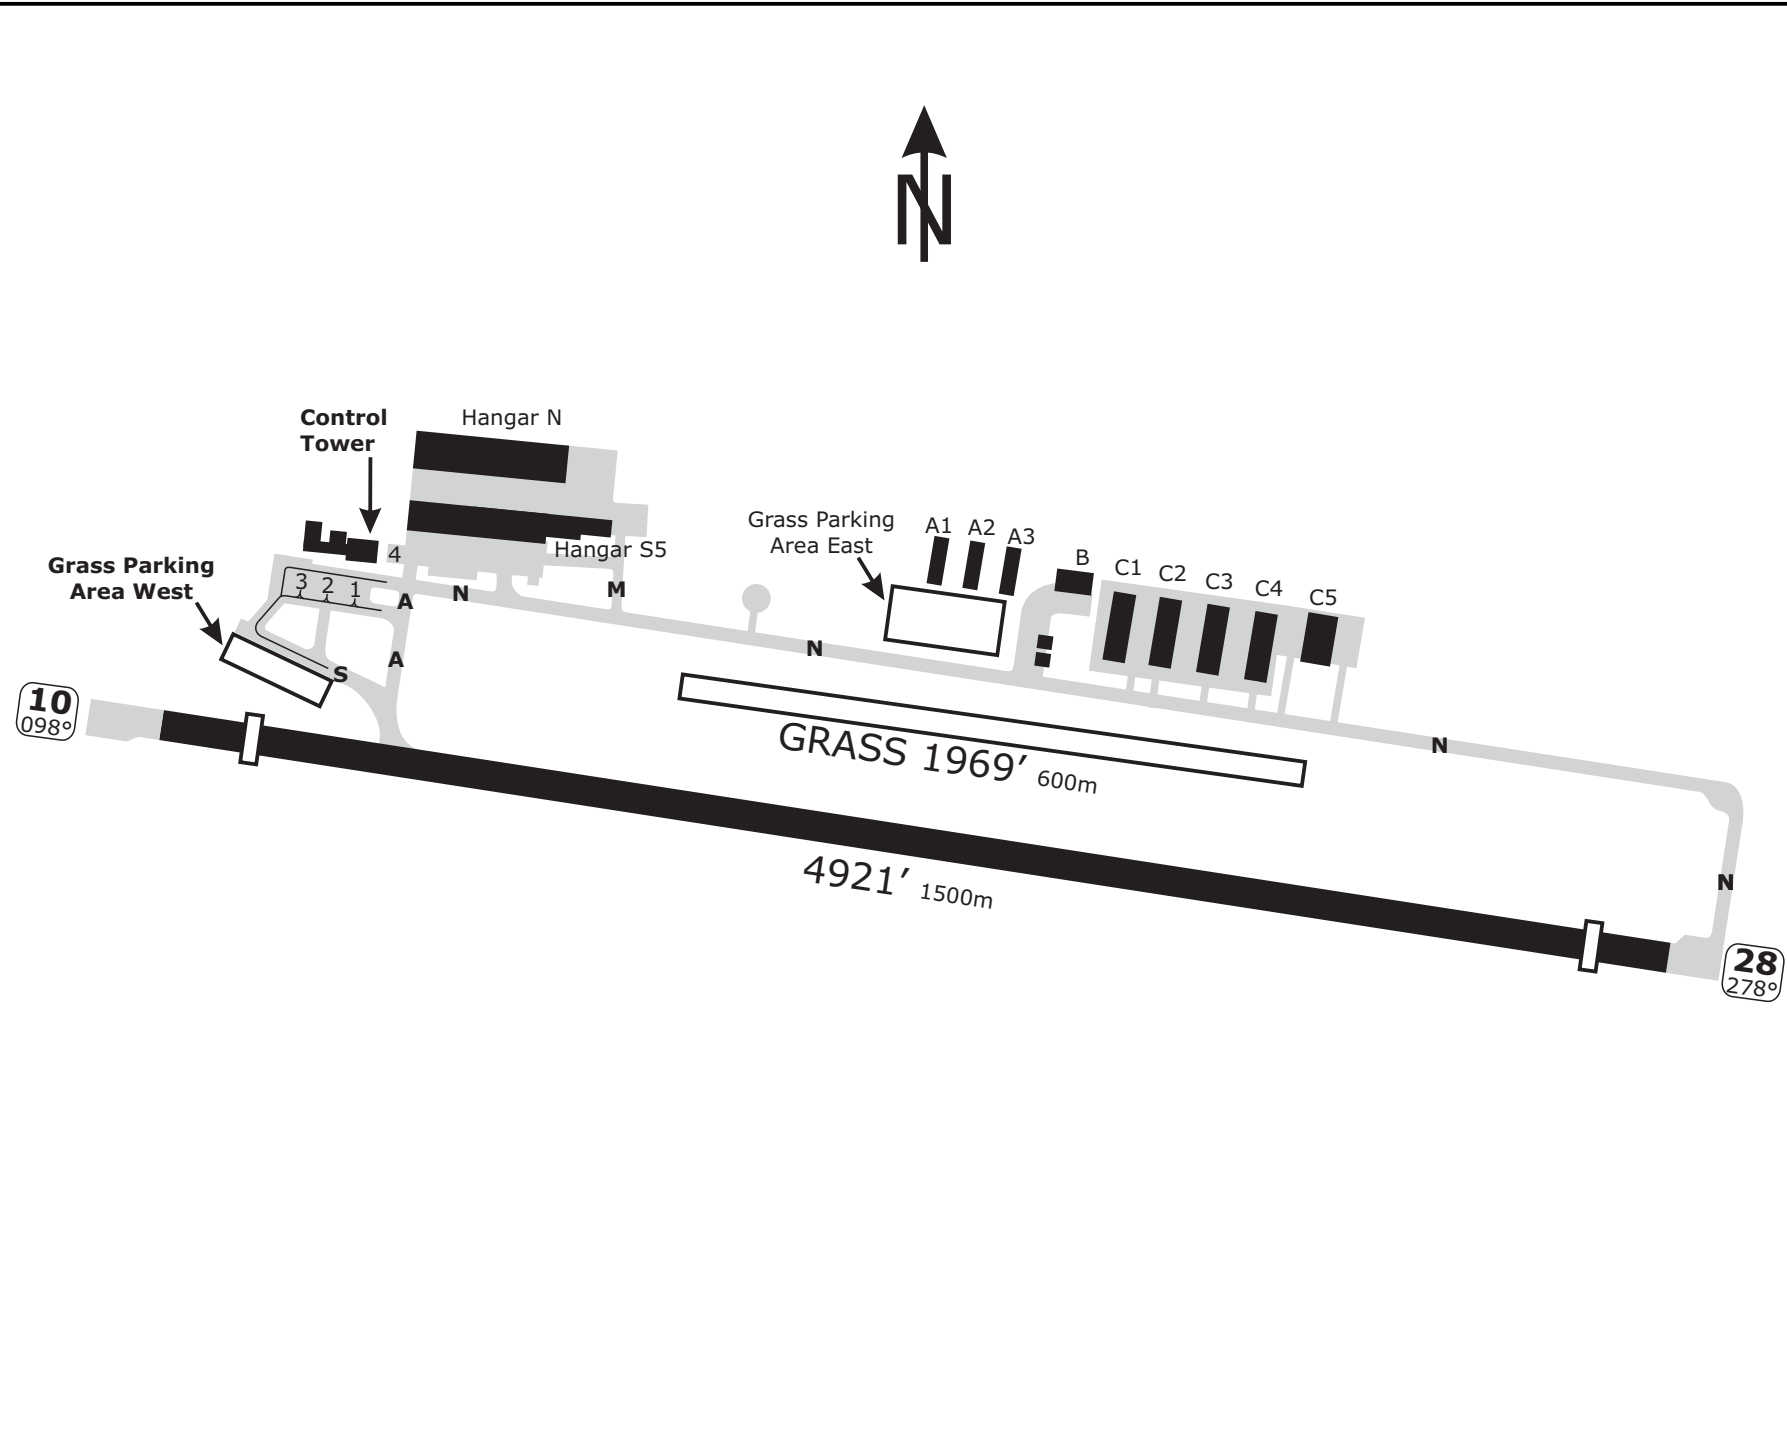 N
Control
Tower
Hangar N
Hangar S5
4
Grass Parking
Area West
3 2 1
A
N
M
A
S
Grass Parking
Area East
A1 A2 A3
B
C1 C2 C3 C4 C5
N
N
N
10
098°
GRASS 1969′ 600m
4921′ 1500m
28
278°